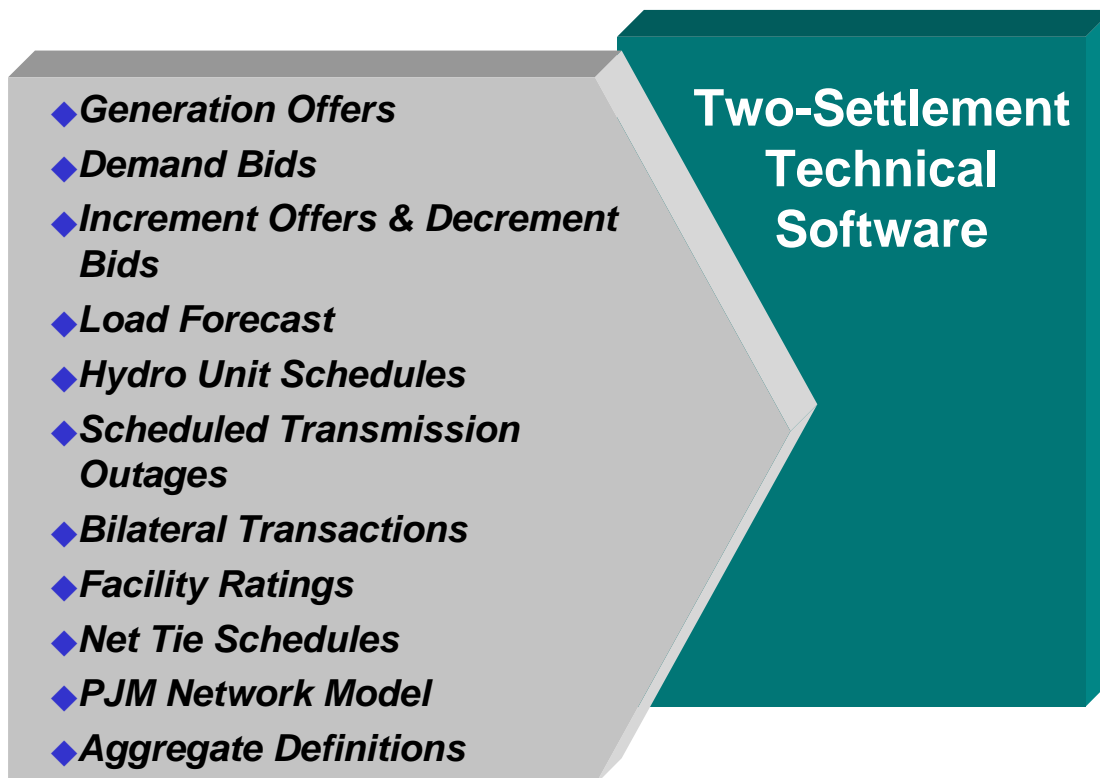 Generation Offers
Demand Bids
Increment Offers & Decrement
Bids
Load Forecast
Hydro Unit Schedules
Scheduled Transmission
Outages
Bilateral Transactions
Facility Ratings
Net Tie Schedules
PJM Network Model
Aggregate Definitions
Two-Settlement
Technical
Software